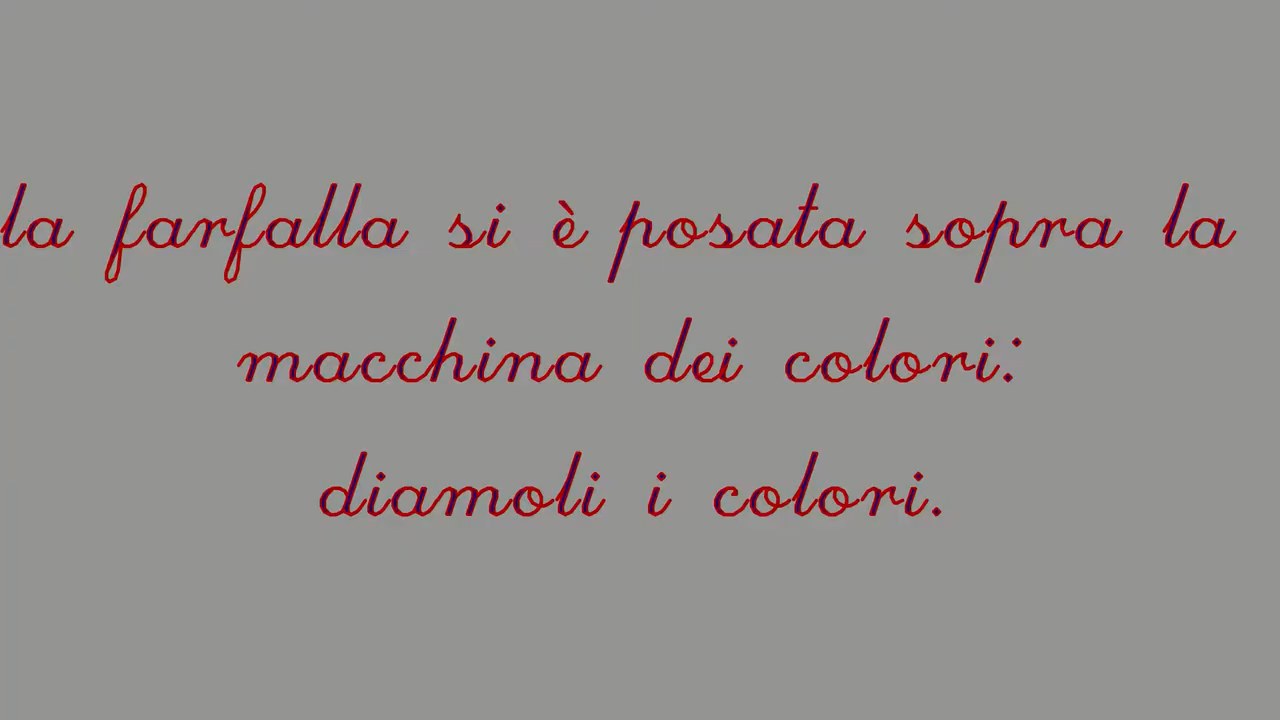 la farfalla si è posata sopra la
macchina dei colori:
diamoli i colori.